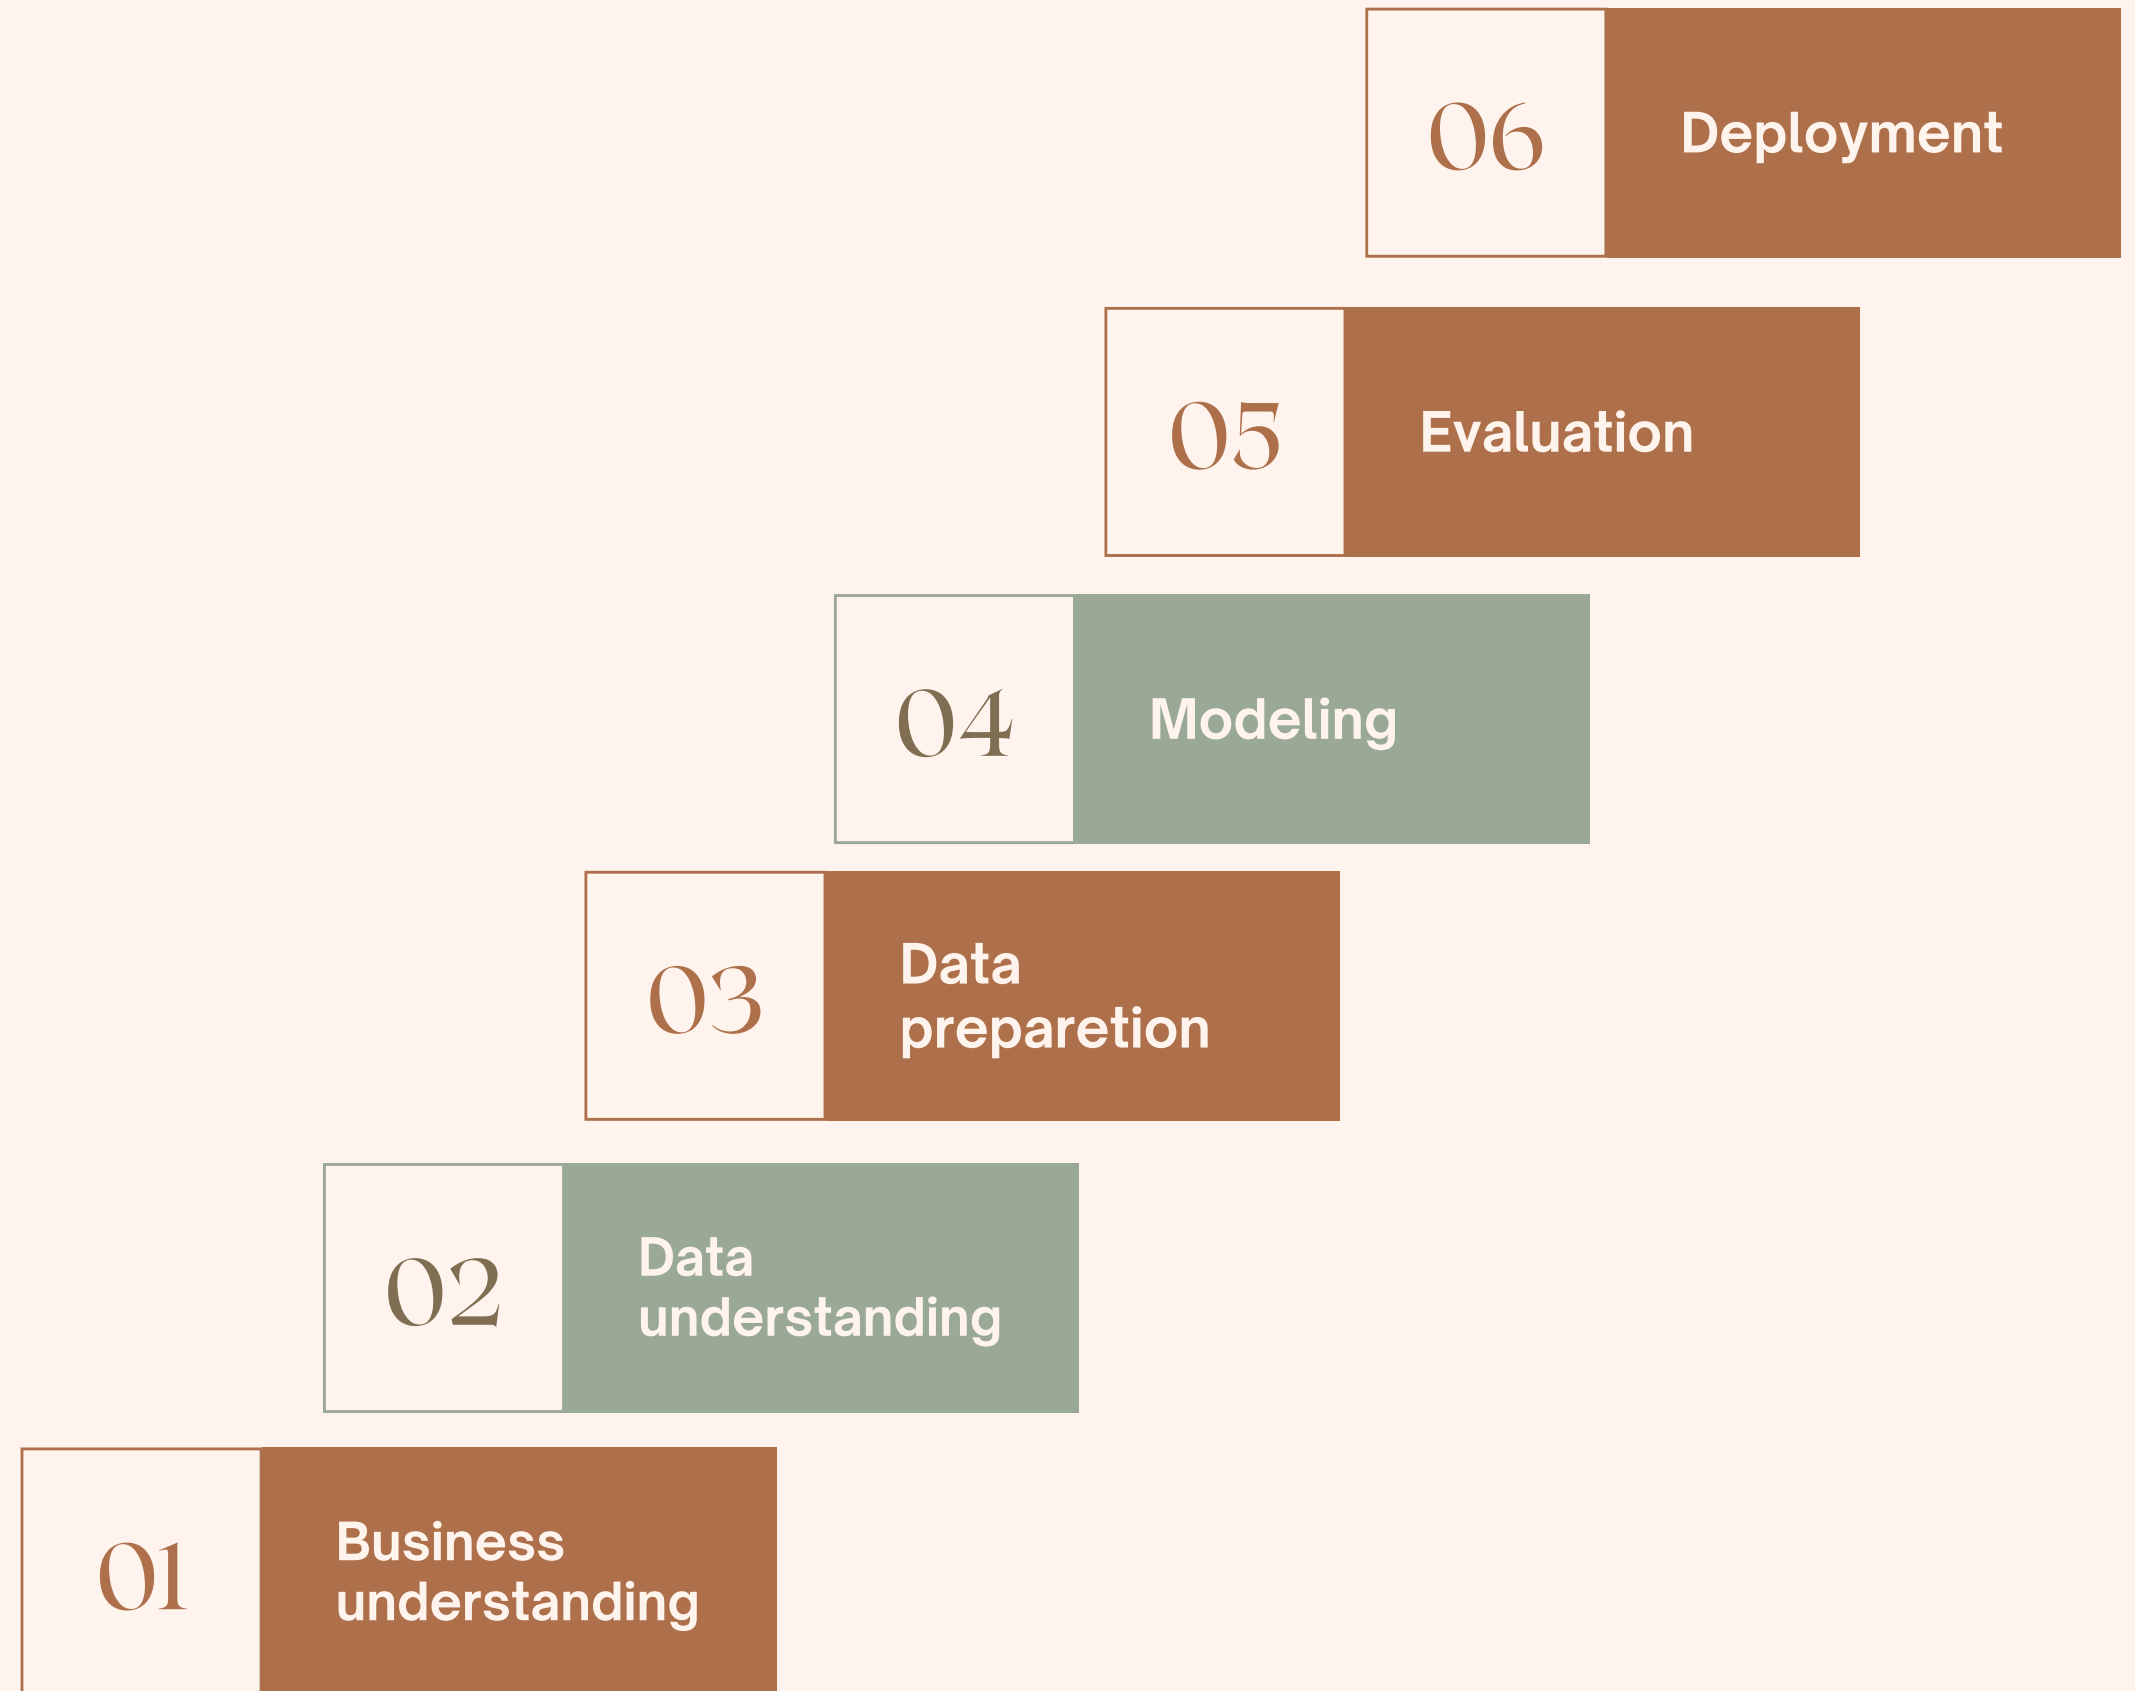 06
Deployment
05
Evaluation
04
Modeling
03
Data
preparetion
02
Data
understanding
01
Business
understanding